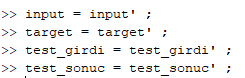 >> input = input' ;
>> target = target' ;
>> test_girdi = test_girdi' ;
>> test_sonuc = test_sonuc' ;